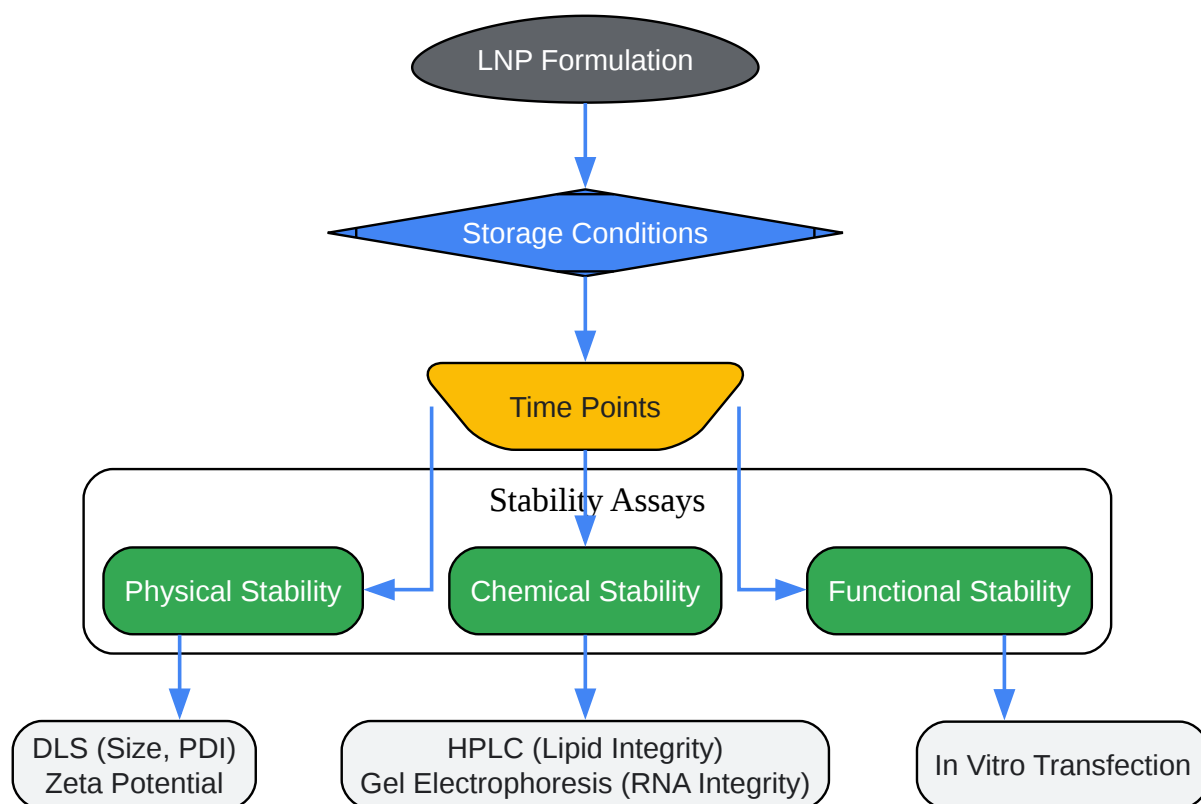 LNP Formulation
Storage Conditions
Time Points
Stability Assays
Physical Stability
Chemical Stability
Functional Stability
DLS (Size, PDI)
Zeta Potential
HPLC (Lipid Integrity)
Gel Electrophoresis (RNA Integrity)
In Vitro Transfection